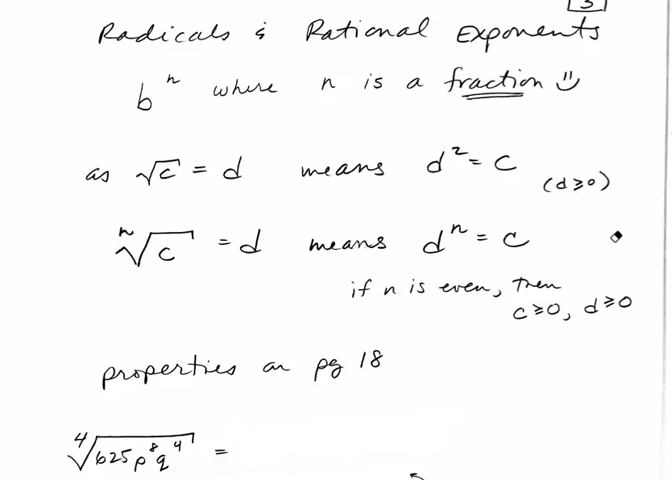 3
Radicals & Rational Exponents
bⁿ where n is a fraction
as √c = d means d² = c (d≥0)
ⁿ√c = d means dⁿ = c
if n is even, then
c≥0, d≥0
properties on pg 18
⁴√625p⁸q⁴ =